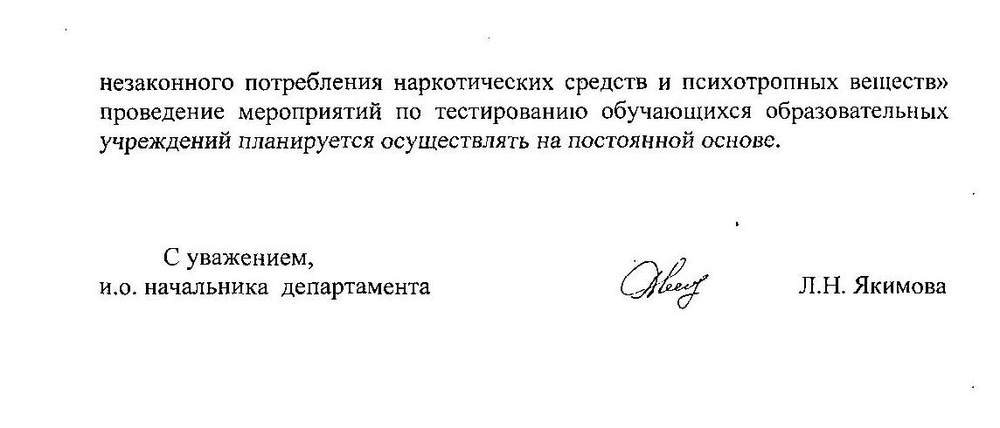 незаконного потребления наркотических средств и психотропных веществ»
проведение мероприятий по тестированию обучающихся образовательных
учреждений планируется осуществлять на постоянной основе.
С уважением,
и.о. начальника департамента
Л.Н. Якимова